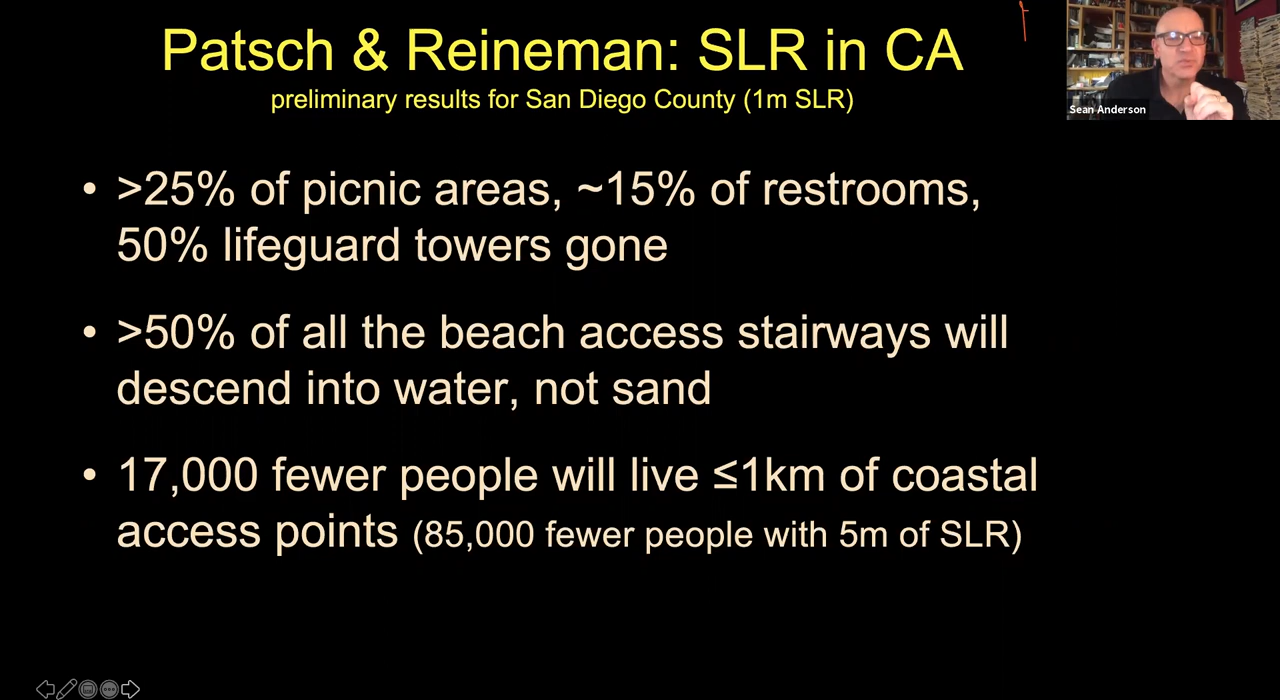 Patsch & Reineman: SLR in CA
preliminary results for San Diego County (1m SLR)
Sean Anderson
• >25% of picnic areas, ~15% of restrooms,
50% lifeguard towers gone
• >50% of all the beach access stairways will
descend into water, not sand
• 17,000 fewer people will live ≤1km of coastal
access points (85,000 fewer people with 5m of SLR)